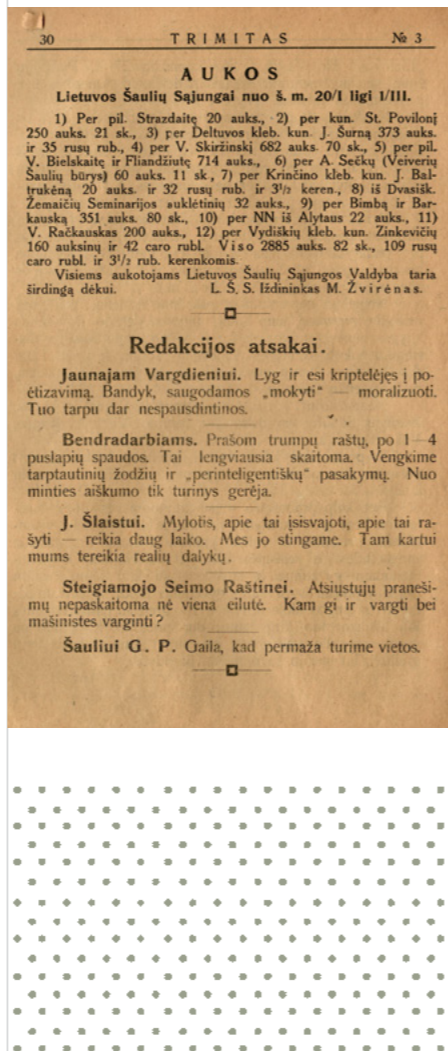 30 TRIMITAS № 3
AUKOS
Lietuvos Šaulių Sąjungai nuo š. m. 20/I ligi 1/III.
1) Per pil. Strazdaitę 20 auks., 2) per kun. St. Povilonį
250 auks. 21 sk., 3) per Deltuvos kleb. kun. J. Šurną 373 auks.
ir 35 rusų rub., 4) per V. Skiržinskį 682 auks. 70 sk., 5) per pil.
V. Bielskaitę ir Fliandžiutę 714 auks., 6) per A. Sečkų (Veiverių
Šaulių būrys) 60 auks. 11 sk, 7) per Krinčino kleb. kun. J. Bal-
trukėną 20 auks. ir 32 rusų rub. ir 3½ keren., 8) iš Dvasišk.
Žemaičių Seminarijos auklėtinių 32 auks., 9) per Bimbą ir Bar-
kauską 351 auks. 80 sk., 10) per NN iš Alytaus 22 auks., 11)
V. Račkauskas 200 auks., 12) per Vydiškių kleb. kun. Zinkevičių
160 auksinų ir 42 caro rubl. Viso 2885 auks. 82 sk., 109 rusų
caro rubl. ir 3½ rub. kerenkomis.
Visiems aukotojams Lietuvos Šaulių Sąjungos Valdyba taria
širdingą dėkui. L. Š. S. Iždininkas M. Žvirėnas.
Redakcijos atsakai.
Jaunajam Vargdieniui. Lyg ir esi kriptelėjęs į po-
ėtizavimą. Bandyk, saugodamos „mokyti“ — moralizuoti.
Tuo tarpu dar nespausdintinos.
Bendradarbiams. Prašom trumpų raštų, po 1—4
puslapių spaudos. Tai lengviausia skaitoma. Vengkime
tarptautinių žodžių ir „perinteligentiškų“ pasakymų. Nuo
minties aiškumo tik turinys gerėja.
J. Šlaistui. Mylotis, apie tai įsisvajoti, apie tai ra-
šyti — reikia daug laiko. Mes jo stingame. Tam kartui
mums tereikia realių dalykų.
Steigiamojo Seimo Raštinei. Atsiųstųjų praneši-
mų nepaskaitoma nė viena eilutė. Kam gi ir vargti bei
mašinistes varginti?
Šauliui G. P. Gaila, kad permaža turime vietos.